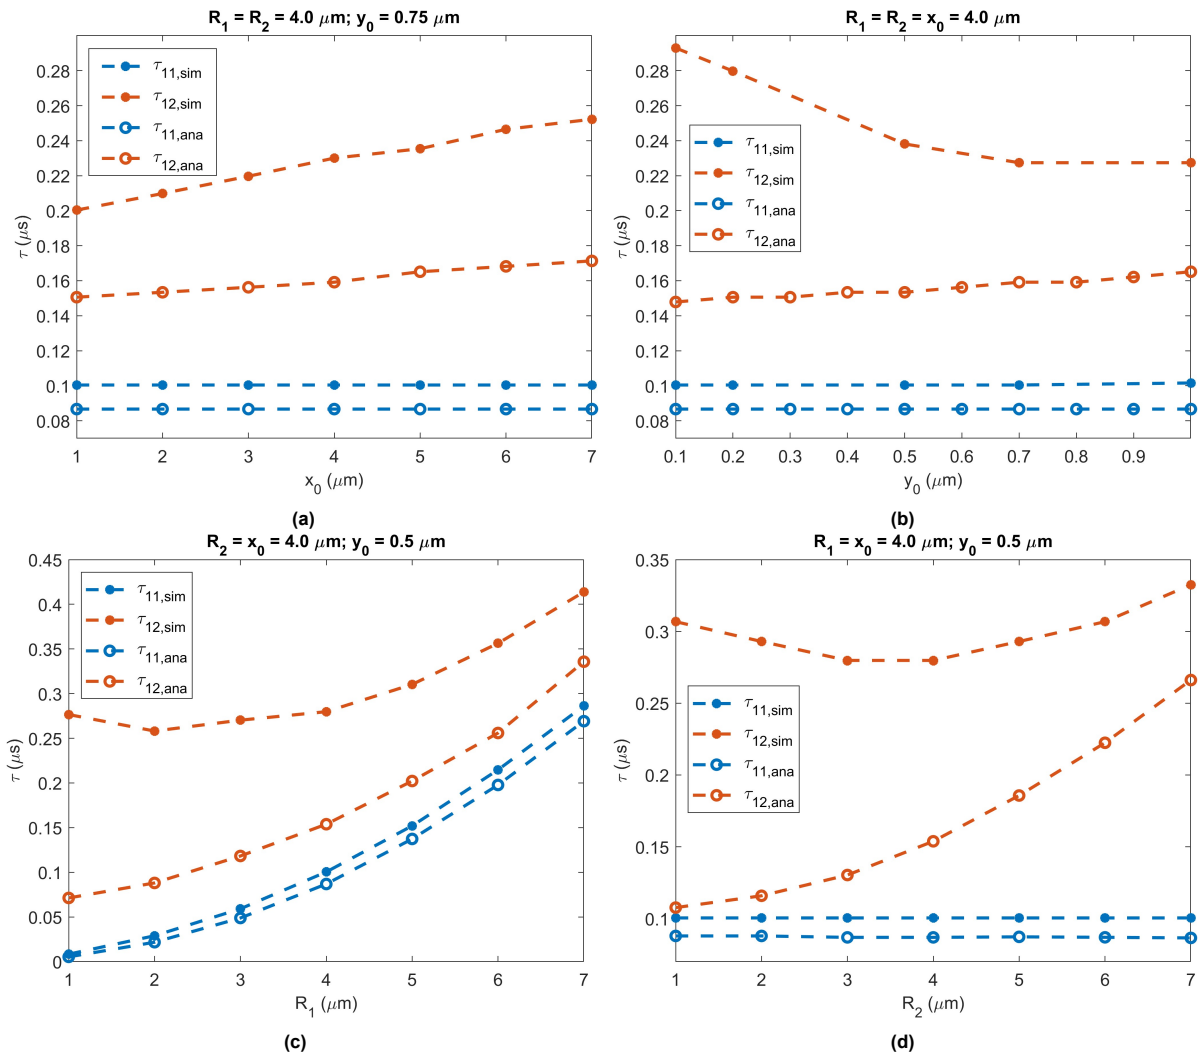 R₁ = R₂ = 4.0 μm; y₀ = 0.75 μm
0.28
0.26
0.24
0.22
0.2
0.18
0.16
0.14
0.12
0.1
0.08
τ (μs)
τ₁₁,sim
τ₁₂,sim
τ₁₁,ana
τ₁₂,ana
1 2 3 4 5 6 7
x₀ (μm)
(a)
R₁ = R₂ = x₀ = 4.0 μm
0.28
0.26
0.24
0.22
0.2
0.18
0.16
0.14
0.12
0.1
0.08
τ (μs)
τ₁₁,sim
τ₁₂,sim
τ₁₁,ana
τ₁₂,ana
0.1 0.2 0.3 0.4 0.5 0.6 0.7 0.8 0.9
y₀ (μm)
(b)
R₂ = x₀ = 4.0 μm; y₀ = 0.5 μm
0.45
0.4
0.35
0.3
0.25
0.2
0.15
0.1
0.05
0
τ (μs)
τ₁₁,sim
τ₁₂,sim
τ₁₁,ana
τ₁₂,ana
1 2 3 4 5 6 7
R₁ (μm)
(c)
R₁ = x₀ = 4.0 μm; y₀ = 0.5 μm
0.35
0.3
0.25
0.2
0.15
0.1
τ (μs)
τ₁₁,sim
τ₁₂,sim
τ₁₁,ana
τ₁₂,ana
1 2 3 4 5 6 7
R₂ (μm)
(d)